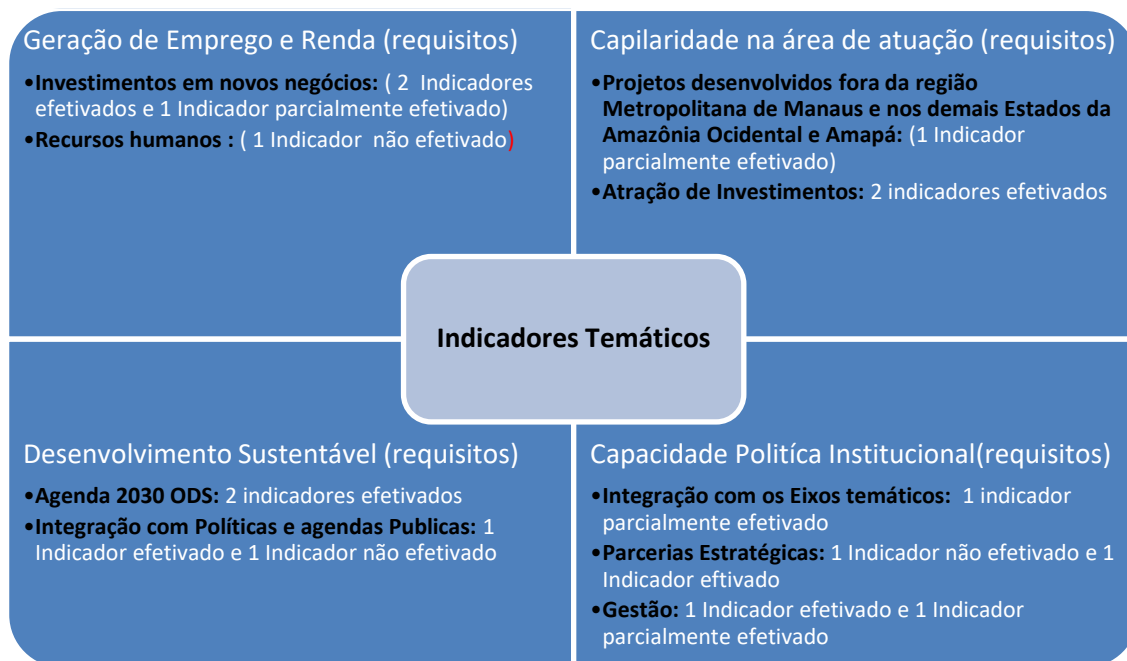 Geração de Emprego e Renda (requisitos)
•Investimentos em novos negócios: ( 2 Indicadores
efetivados e 1 Indicador parcialmente efetivado)
•Recursos humanos : ( 1 Indicador não efetivado)
Capilaridade na área de atuação (requisitos)
•Projetos desenvolvidos fora da região
Metropolitana de Manaus e nos demais Estados da
Amazônia Ocidental e Amapá: (1 Indicador
parcialmente efetivado)
•Atração de Investimentos: 2 indicadores efetivados
Indicadores Temáticos
Desenvolvimento Sustentável (requisitos)
•Agenda 2030 ODS: 2 indicadores efetivados
•Integração com Políticas e agendas Publicas: 1
Indicador efetivado e 1 Indicador não efetivado
Capacidade Politíca Institucional(requisitos)
•Integração com os Eixos temáticos: 1 indicador
parcialmente efetivado
•Parcerias Estratégicas: 1 Indicador não efetivado e 1
Indicador eftivado
•Gestão: 1 Indicador efetivado e 1 Indicador
parcialmente efetivado